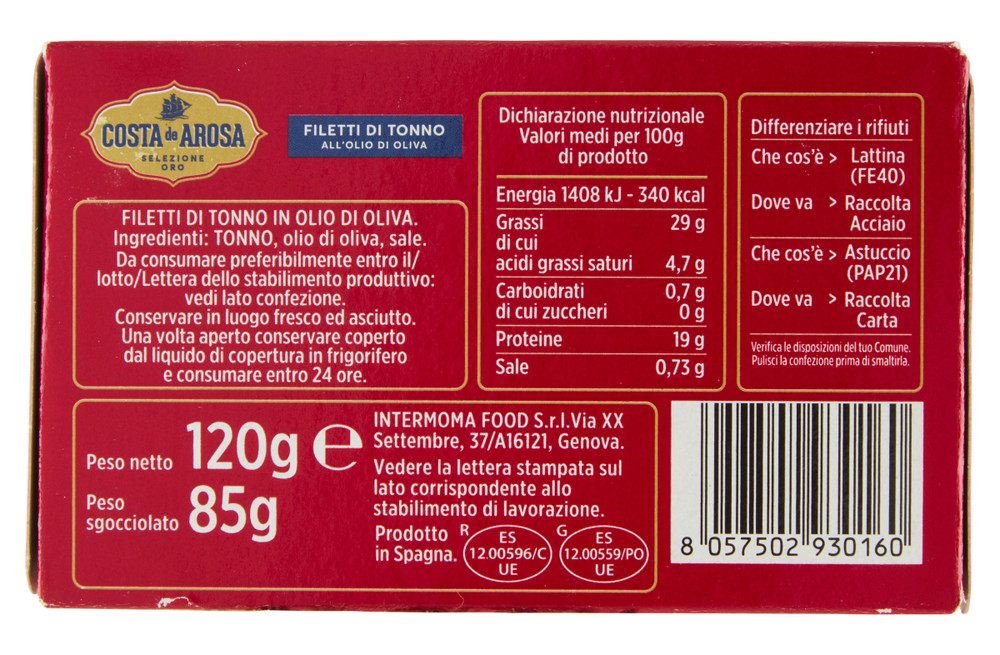 COSTA de AROSA
SELEZIONE
ORO
FILETTI DI TONNO
ALL'OLIO DI OLIVA
FILETTI DI TONNO IN OLIO DI OLIVA.
Ingredienti: TONNO, olio di oliva, sale.
Da consumare preferibilmente entro il/
lotto/Lettera dello stabilimento produttivo:
vedi lato confezione.
Conservare in luogo fresco ed asciutto.
Una volta aperto conservare coperto
dal liquido di copertura in frigorifero
e consumare entro 24 ore.
Dichiarazione nutrizionale
Valori medi per 100g
di prodotto
Energia 1408 kJ - 340 kcal
Grassi 29 g
di cui
acidi grassi saturi 4,7 g
Carboidrati 0,7 g
di cui zuccheri 0 g
Proteine 19 g
Sale 0,73 g
Differenziare i rifiuti
Che cos'è > Lattina
(FE40)
Dove va > Raccolta
Acciaio
Che cos'è > Astuccio
(PAP21)
Dove va > Raccolta
Carta
Verifica le disposizioni del tuo Comune.
Pulisci la confezione prima di smaltirla.
Peso netto 120g e
Peso
sgocciolato 85g
INTERMOMA FOOD S.r.l.Via XX
Settembre, 37/A16121, Genova.
Vedere la lettera stampata sul
lato corrispondente allo
stabilimento di lavorazione.
Prodotto
in Spagna.
R ES
12.00596/C
UE
G ES
12.00559/PO
UE
8 057502 930160